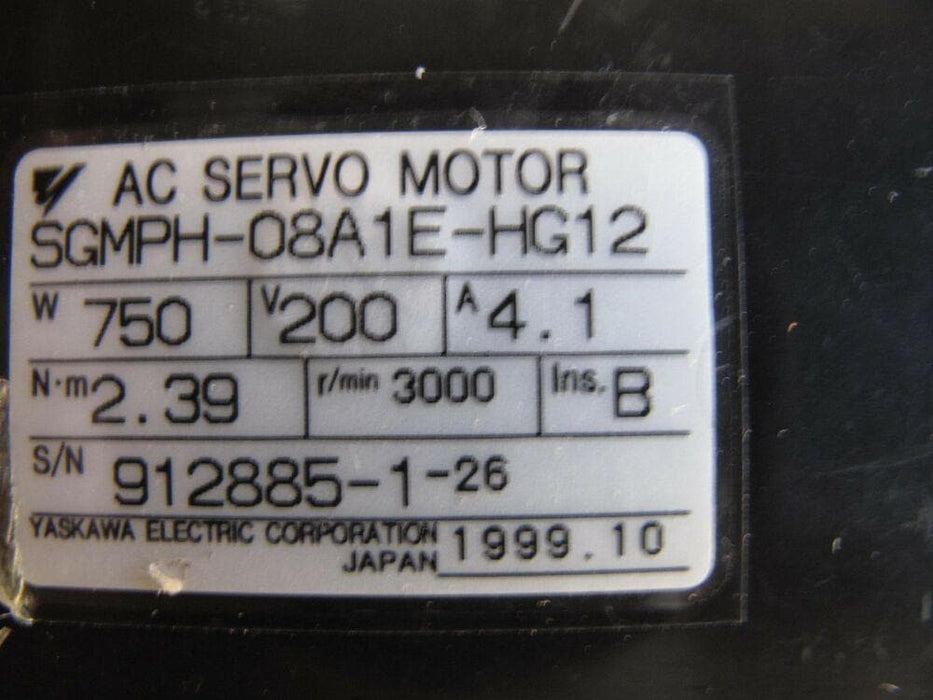 AC SERVO MOTOR
SGMPH-08A1E-HG12
W 750 V 200 A 4.1
N·m 2.39 r/min 3000 Ins. B
S/N 912885-1-26
YASKAWA ELECTRIC CORPORATION
JAPAN 1999.10